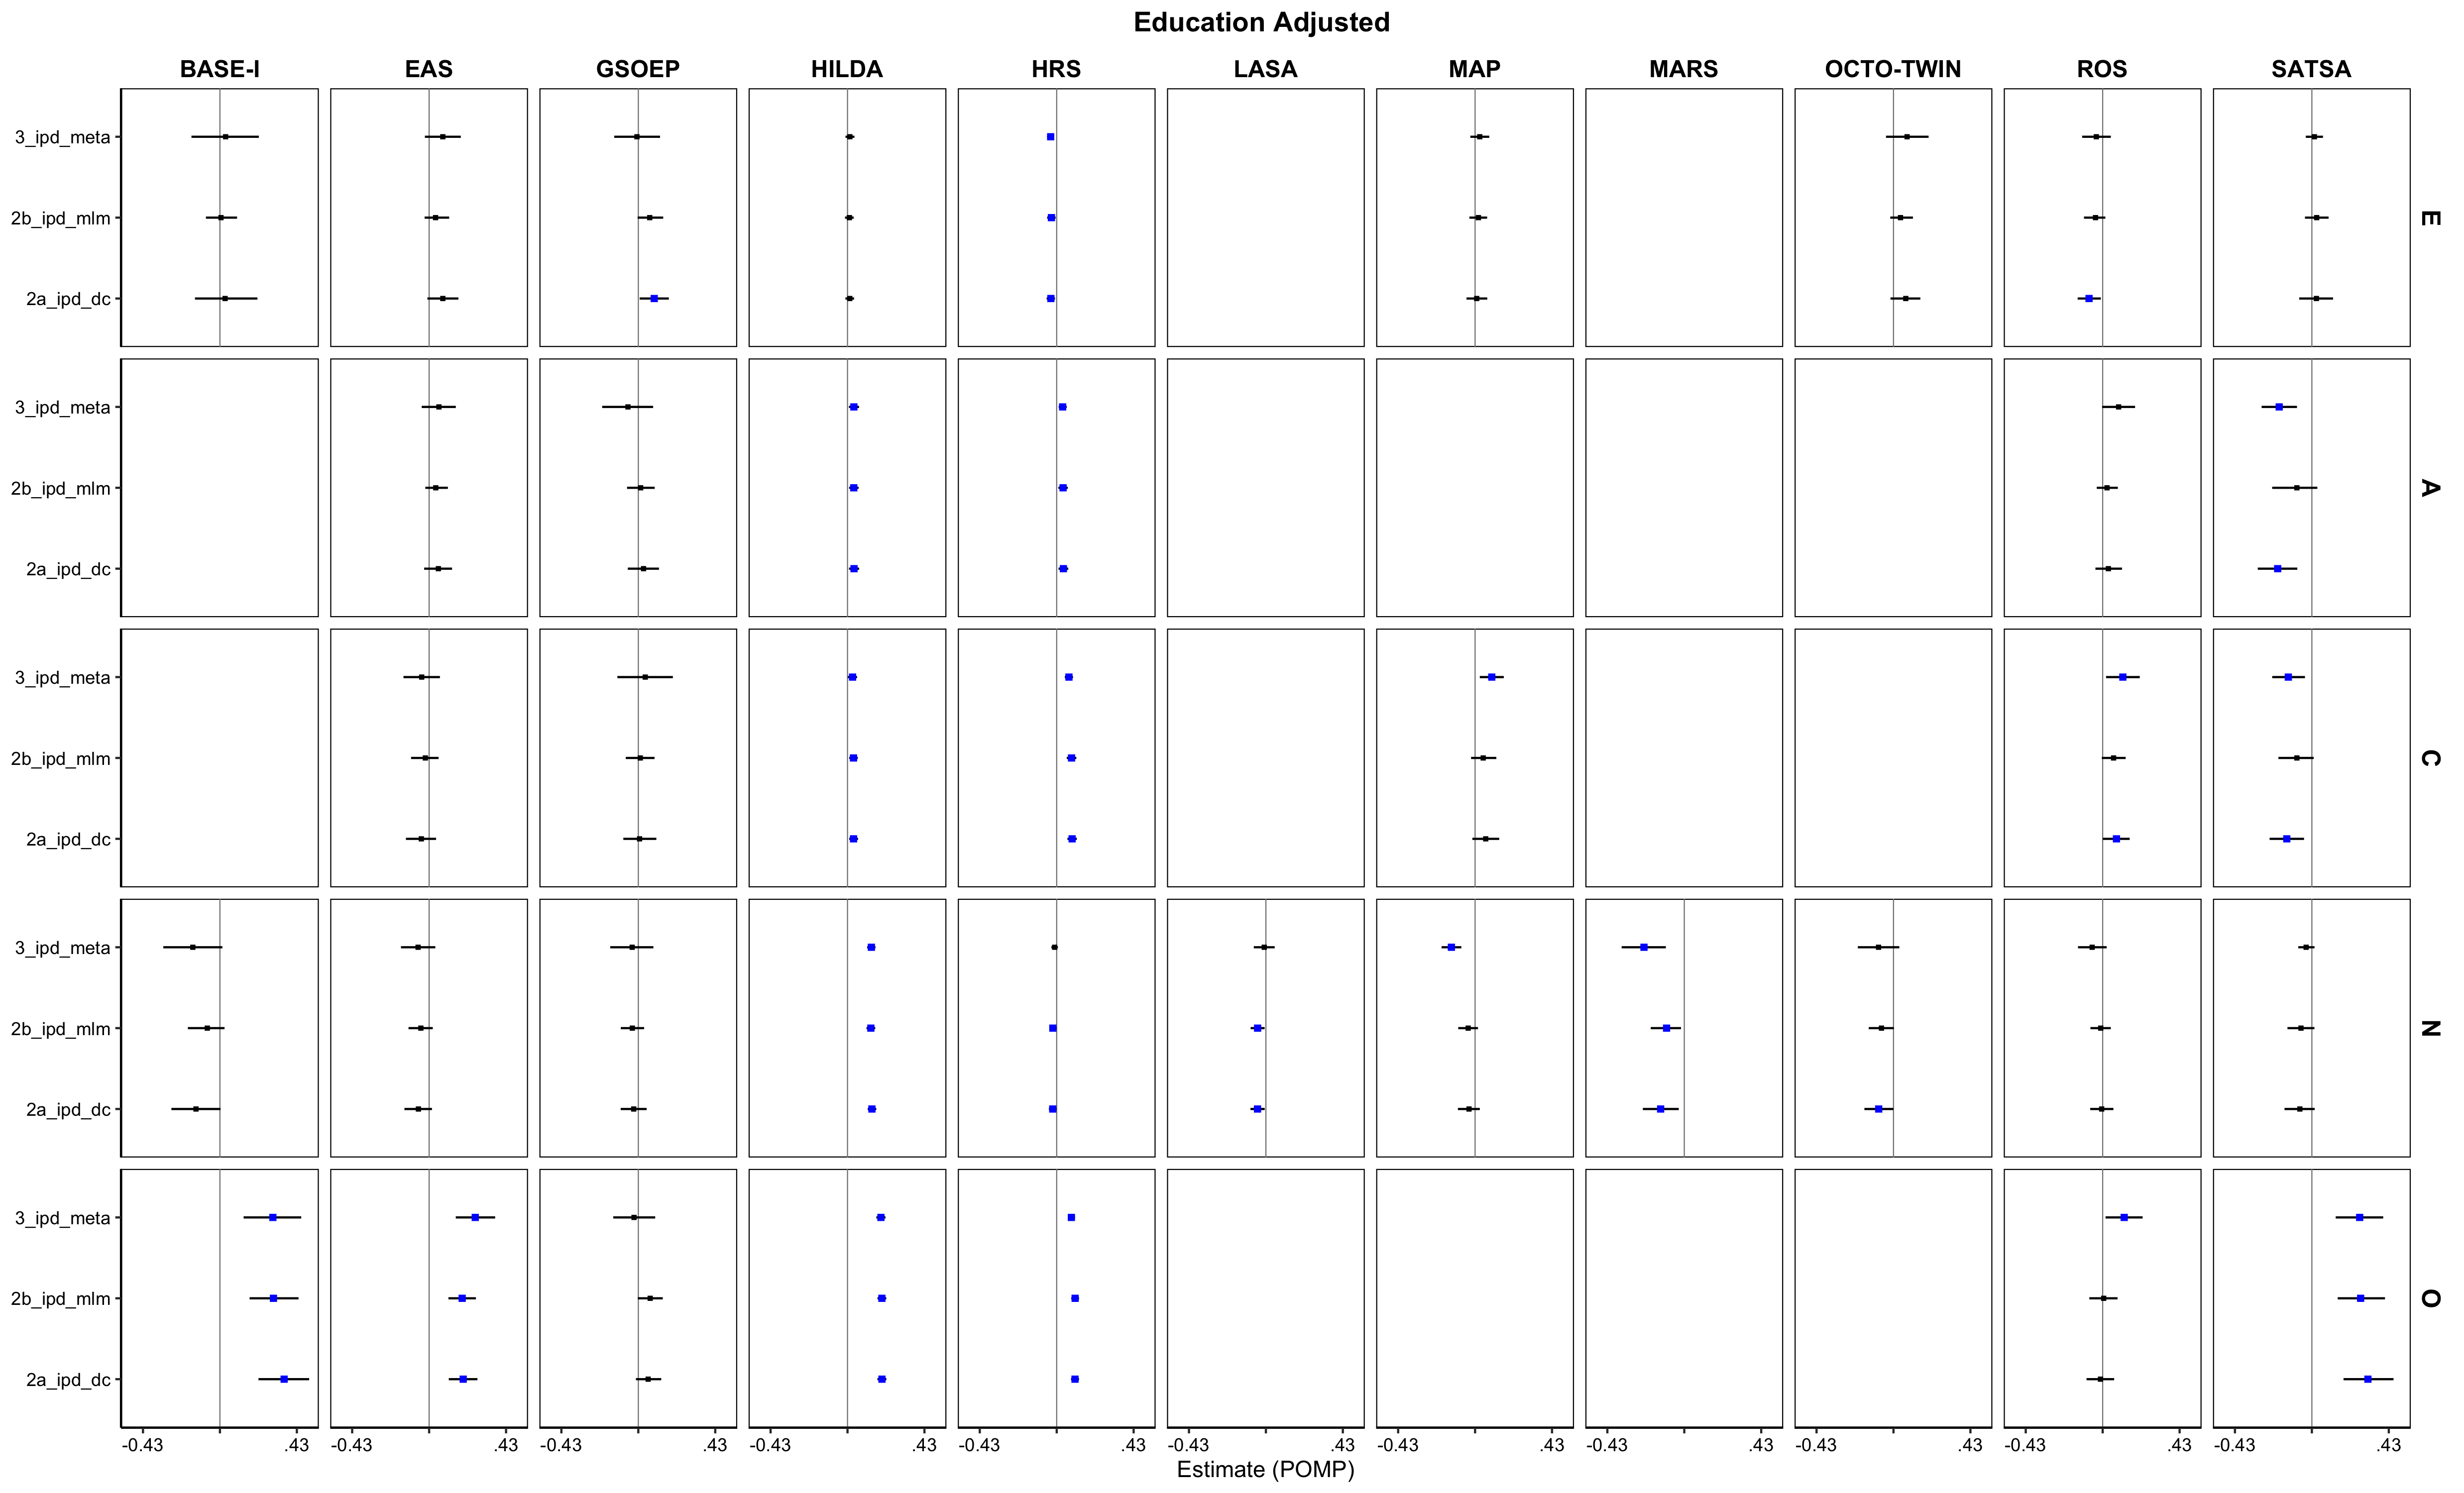 Education Adjusted
BASE-I EAS GSOEP HILDA HRS LASA MAP MARS OCTO-TWIN ROS SATSA
3_ipd_meta
2b_ipd_mlm
2a_ipd_dc
E
3_ipd_meta
2b_ipd_mlm
2a_ipd_dc
A
3_ipd_meta
2b_ipd_mlm
2a_ipd_dc
C
3_ipd_meta
2b_ipd_mlm
2a_ipd_dc
N
3_ipd_meta
2b_ipd_mlm
2a_ipd_dc
O
-0.43 .43 -0.43 .43 -0.43 .43 -0.43 .43 -0.43 .43 -0.43 .43 -0.43 .43 -0.43 .43 -0.43 .43 -0.43 .43 -0.43 .43
Estimate (POMP)